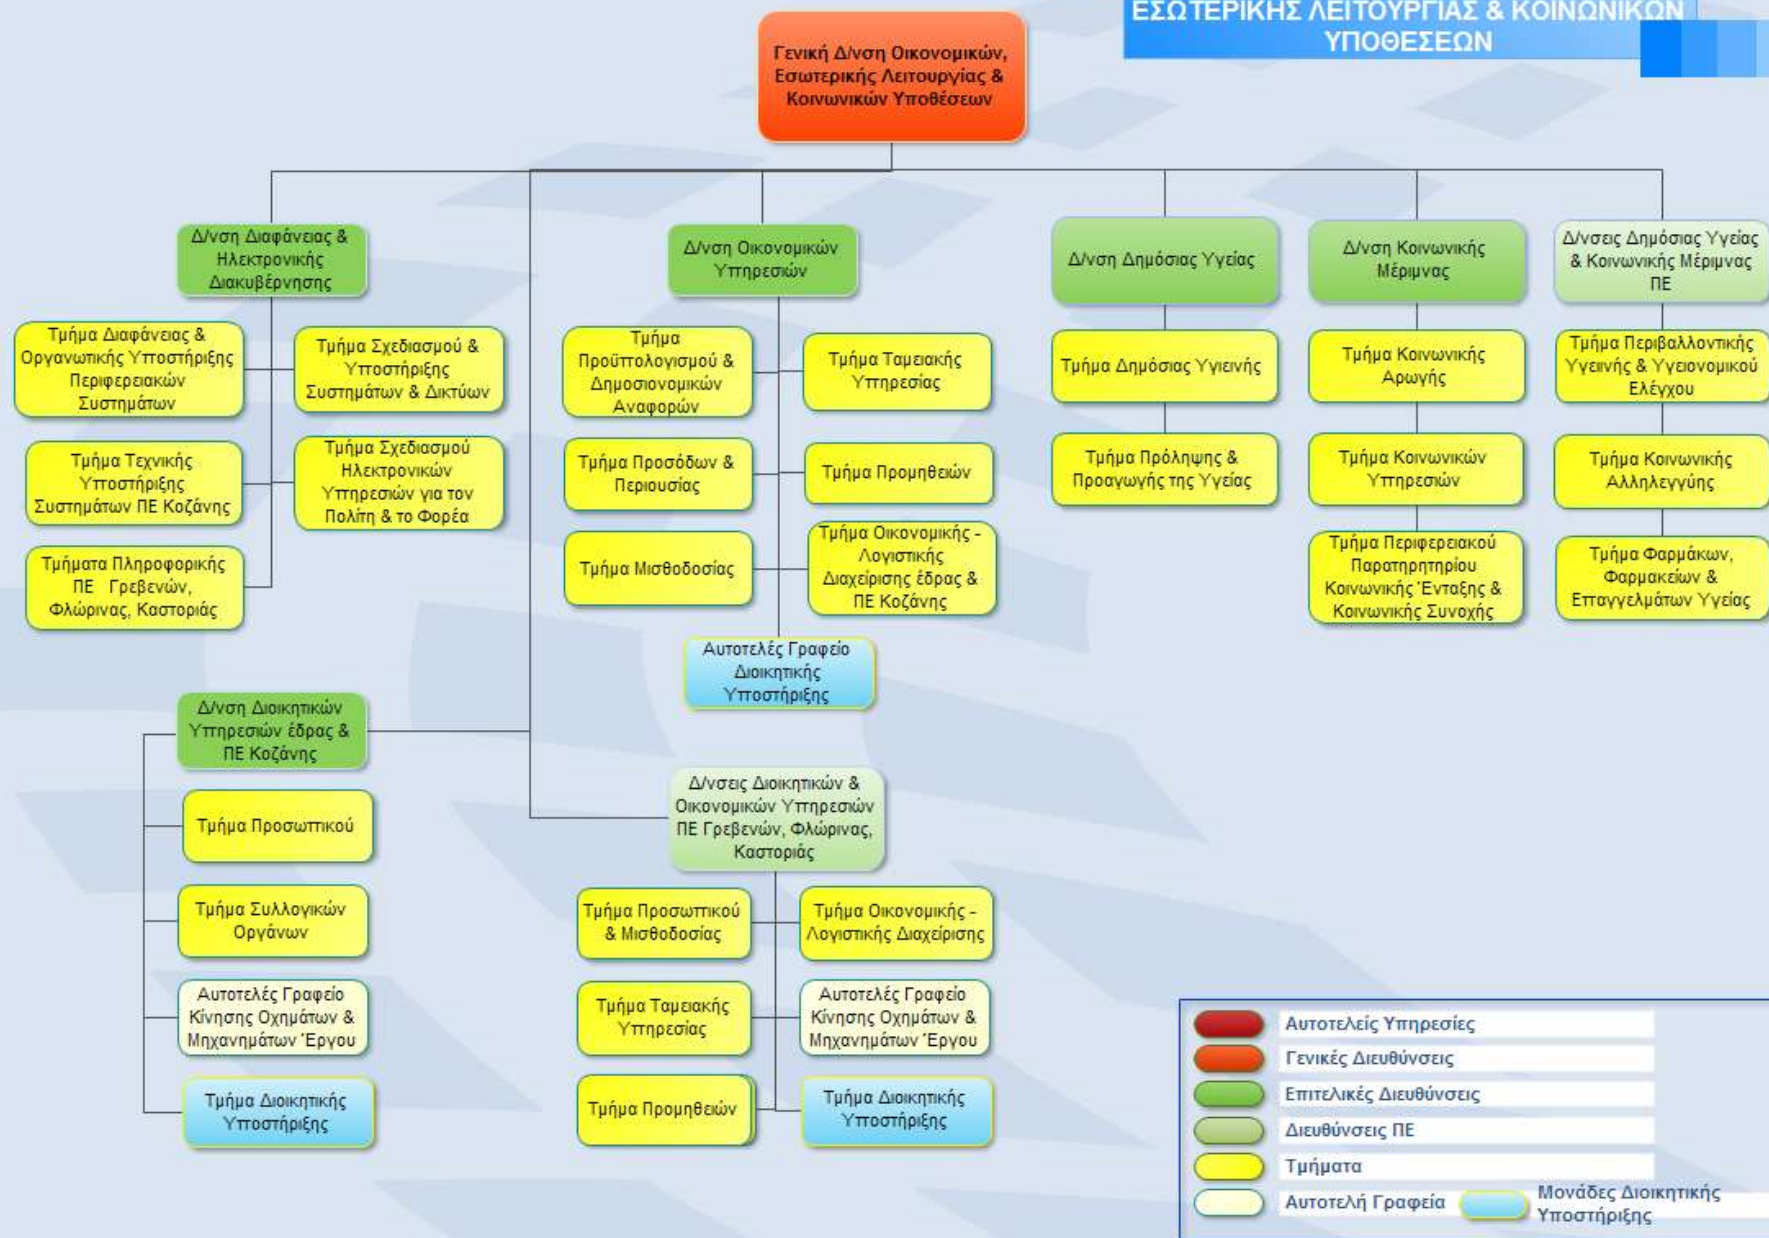 ΕΣΩΤΕΡΙΚΗΣ ΛΕΙΤΟΥΡΓΙΑΣ & ΚΟΙΝΩΝΙΚΩΝ
ΥΠΟΘΕΣΕΩΝ
Γενική Δ/νση Οικονομικών,
Εσωτερικής Λειτουργίας &
Κοινωνικών Υποθέσεων
Δ/νση Διαφάνειας &
Ηλεκτρονικής
Διακυβέρνησης
Δ/νση Οικονομικών
Υπηρεσιών
Δ/νση Δημόσιας Υγείας
Δ/νση Κοινωνικής
Μέριμνας
Δ/νσεις Δημόσιας Υγείας
& Κοινωνικής Μέριμνας
ΠΕ
Τμήμα Διαφάνειας &
Οργανωτικής Υποστήριξης
Περιφερειακών
Συστημάτων
Τμήμα Σχεδιασμού &
Υποστήριξης
Συστημάτων & Δικτύων
Τμήμα
Προϋπολογισμού &
Δημοσιονομικών
Αναφορών
Τμήμα Ταμειακής
Υπηρεσίας
Τμήμα Δημόσιας Υγιεινής
Τμήμα Κοινωνικής
Αρωγής
Τμήμα Περιβαλλοντικής
Υγειινής & Υγειονομικού
Ελέγχου
Τμήμα Τεχνικής
Υποστήριξης
Συστημάτων ΠΕ Κοζάνης
Τμήμα Σχεδιασμού
Ηλεκτρονικών
Υπηρεσιών για τον
Πολίτη & το Φορέα
Τμήμα Προσόδων &
Περιουσίας
Τμήμα Προμηθειών
Τμήμα Πρόληψης &
Προαγωγής της Υγείας
Τμήμα Κοινωνικών
Υπηρεσιών
Τμήμα Κοινωνικής
Αλληλεγγύης
Τμήματα Πληροφορικής
ΠΕ Γρεβενών,
Φλώρινας, Καστοριάς
Τμήμα Μισθοδοσίας
Τμήμα Οικονομικής -
Λογιστικής
Διαχείρισης έδρας &
ΠΕ Κοζάνης
Τμήμα Περιφερειακού
Παρατηρητηρίου
Κοινωνικής Ένταξης &
Κοινωνικής Συνοχής
Τμήμα Φαρμάκων,
Φαρμακείων &
Επαγγελμάτων Υγείας
Αυτοτελές Γραφείο
Διοικητικής
Υποστήριξης
Δ/νση Διοικητικών
Υπηρεσιών έδρας &
ΠΕ Κοζάνης
Τμήμα Προσωπικού
Τμήμα Συλλογικών
Οργάνων
Αυτοτελές Γραφείο
Κίνησης Οχημάτων &
Μηχανημάτων Έργου
Τμήμα Διοικητικής
Υποστήριξης
Δ/νσεις Διοικητικών &
Οικονομικών Υπηρεσιών
ΠΕ Γρεβενών, Φλώρινας,
Καστοριάς
Τμήμα Προσωπικού
& Μισθοδοσίας
Τμήμα Οικονομικής -
Λογιστικής Διαχείρισης
Τμήμα Ταμειακής
Υπηρεσίας
Αυτοτελές Γραφείο
Κίνησης Οχημάτων &
Μηχανημάτων Έργου
Τμήμα Προμηθειών
Τμήμα Διοικητικής
Υποστήριξης
Αυτοτελείς Υπηρεσίες
Γενικές Διευθύνσεις
Επιτελικές Διευθύνσεις
Διευθύνσεις ΠΕ
Τμήματα
Αυτοτελή Γραφεία
Μονάδες Διοικητικής
Υποστήριξης